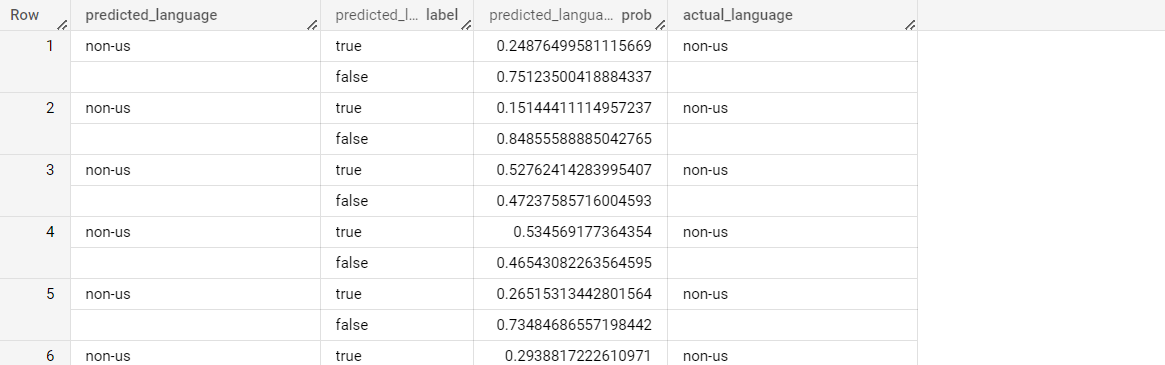 Row predicted_language predicted_l... label predicted_langua... prob actual_language
1 non-us true 0.24876499581115669 non-us
false 0.75123500418884337
2 non-us true 0.15144411114957237 non-us
false 0.84855588885042765
3 non-us true 0.52762414283995407 non-us
false 0.47237585716004593
4 non-us true 0.534569177364354 non-us
false 0.46543082263564595
5 non-us true 0.26515313442801564 non-us
false 0.73484686557198442
6 non-us true 0.2938817222610971 non-us